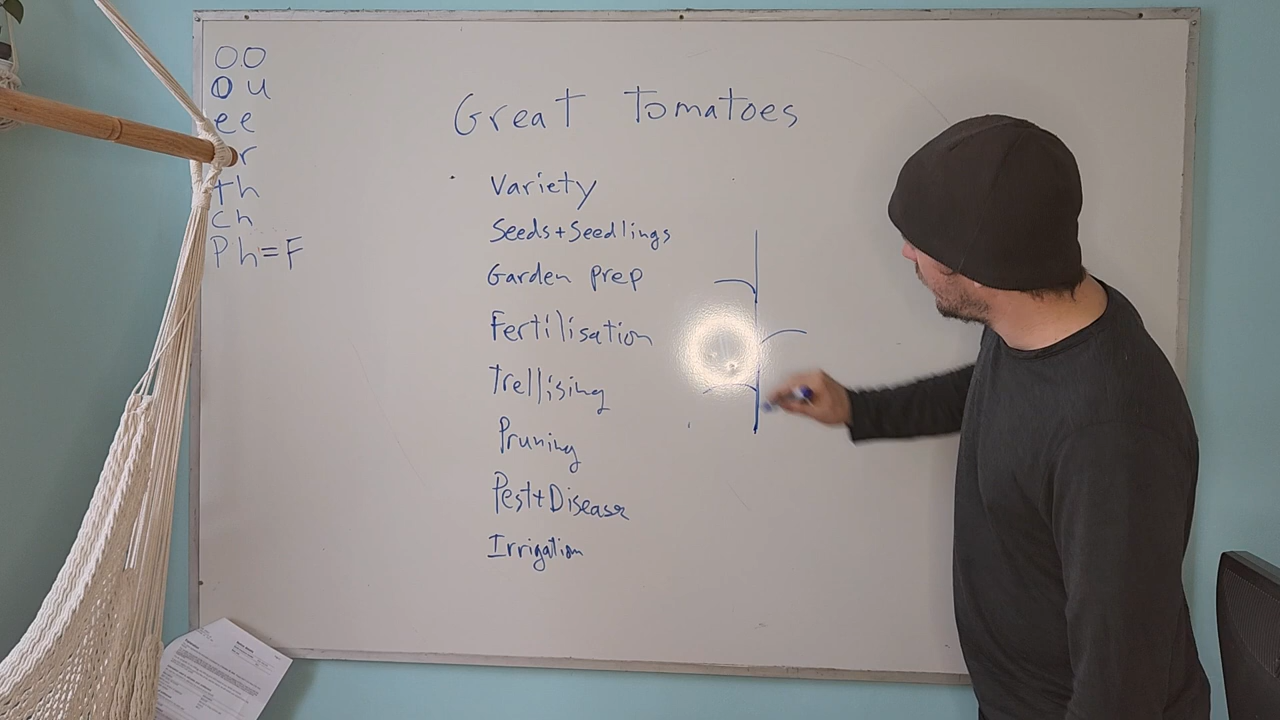 oo
ou
ee
r
th
ch
Ph=F
Great Tomatoes
Variety
Seeds+Seedlings
Garden prep
Fertilisation
Trellising
Pruning
Pest+Disease
Irrigation